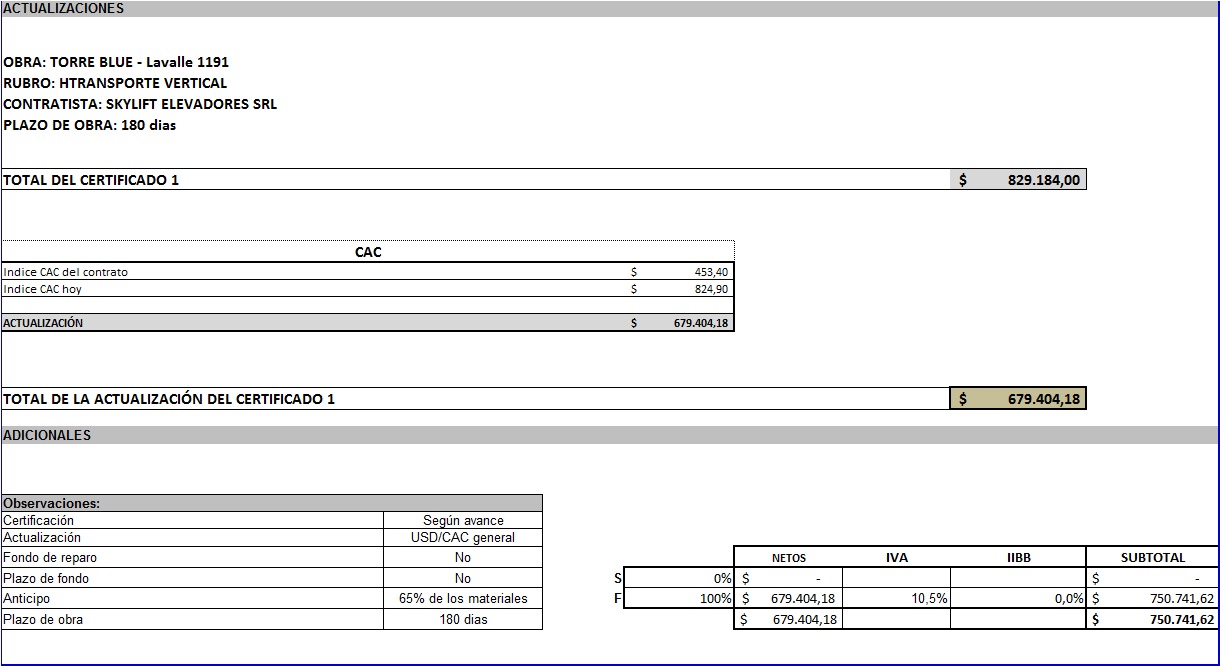 ACTUALIZACIONES
OBRA: TORRE BLUE - Lavalle 1191
RUBRO: HTRANSPORTE VERTICAL
CONTRATISTA: SKYLIFT ELEVADORES SRL
PLAZO DE OBRA: 180 dias
TOTAL DEL CERTIFICADO 1 $ 829.184,00
CAC
Indice CAC del contrato $ 453,40
Indice CAC hoy $ 824,90
ACTUALIZACIÓN $ 679.404,18
TOTAL DE LA ACTUALIZACIÓN DEL CERTIFICADO 1 $ 679.404,18
ADICIONALES
Observaciones:
Certificación Según avance
Actualización USD/CAC general
Fondo de reparo No
Plazo de fondo No
Anticipo 65% de los materiales
Plazo de obra 180 dias
NETOS IVA IIBB SUBTOTAL
S 0% $ - $ -
F 100% $ 679.404,18 10,5% 0,0% $ 750.741,62
$ 679.404,18 $ 750.741,62